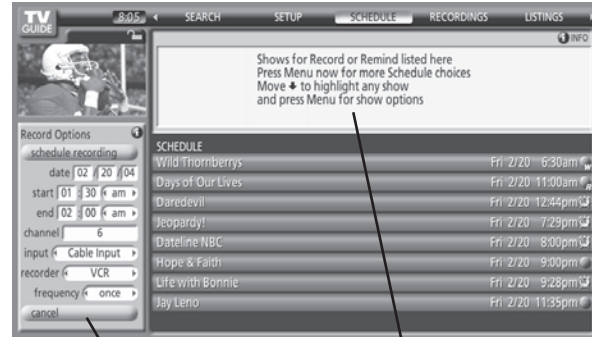 TV
GUIDE
8:05 SEARCH SETUP SCHEDULE RECORDINGS LISTINGS
INFO
Shows for Record or Remind listed here
Press Menu now for more Schedule choices
Move to highlight any show
and press Menu for show options
Record Options
schedule recording
date 02 / 20 / 04
start 01 : 30 am
end 02 : 00 am
channel 6
input Cable Input
recorder VCR
frequency once
cancel
SCHEDULE
Wild Thornberrys Fri 2/20 6:30am W
Days of Our Lives Fri 2/20 11:00am R
Daredevil Fri 2/20 12:44pm
Jeopardy! Fri 2/20 7:29pm
Dateline NBC Fri 2/20 8:00pm
Hope & Faith Fri 2/20 9:00pm
Life with Bonnie Fri 2/20 9:28pm
Jay Leno Fri 2/20 11:35pm